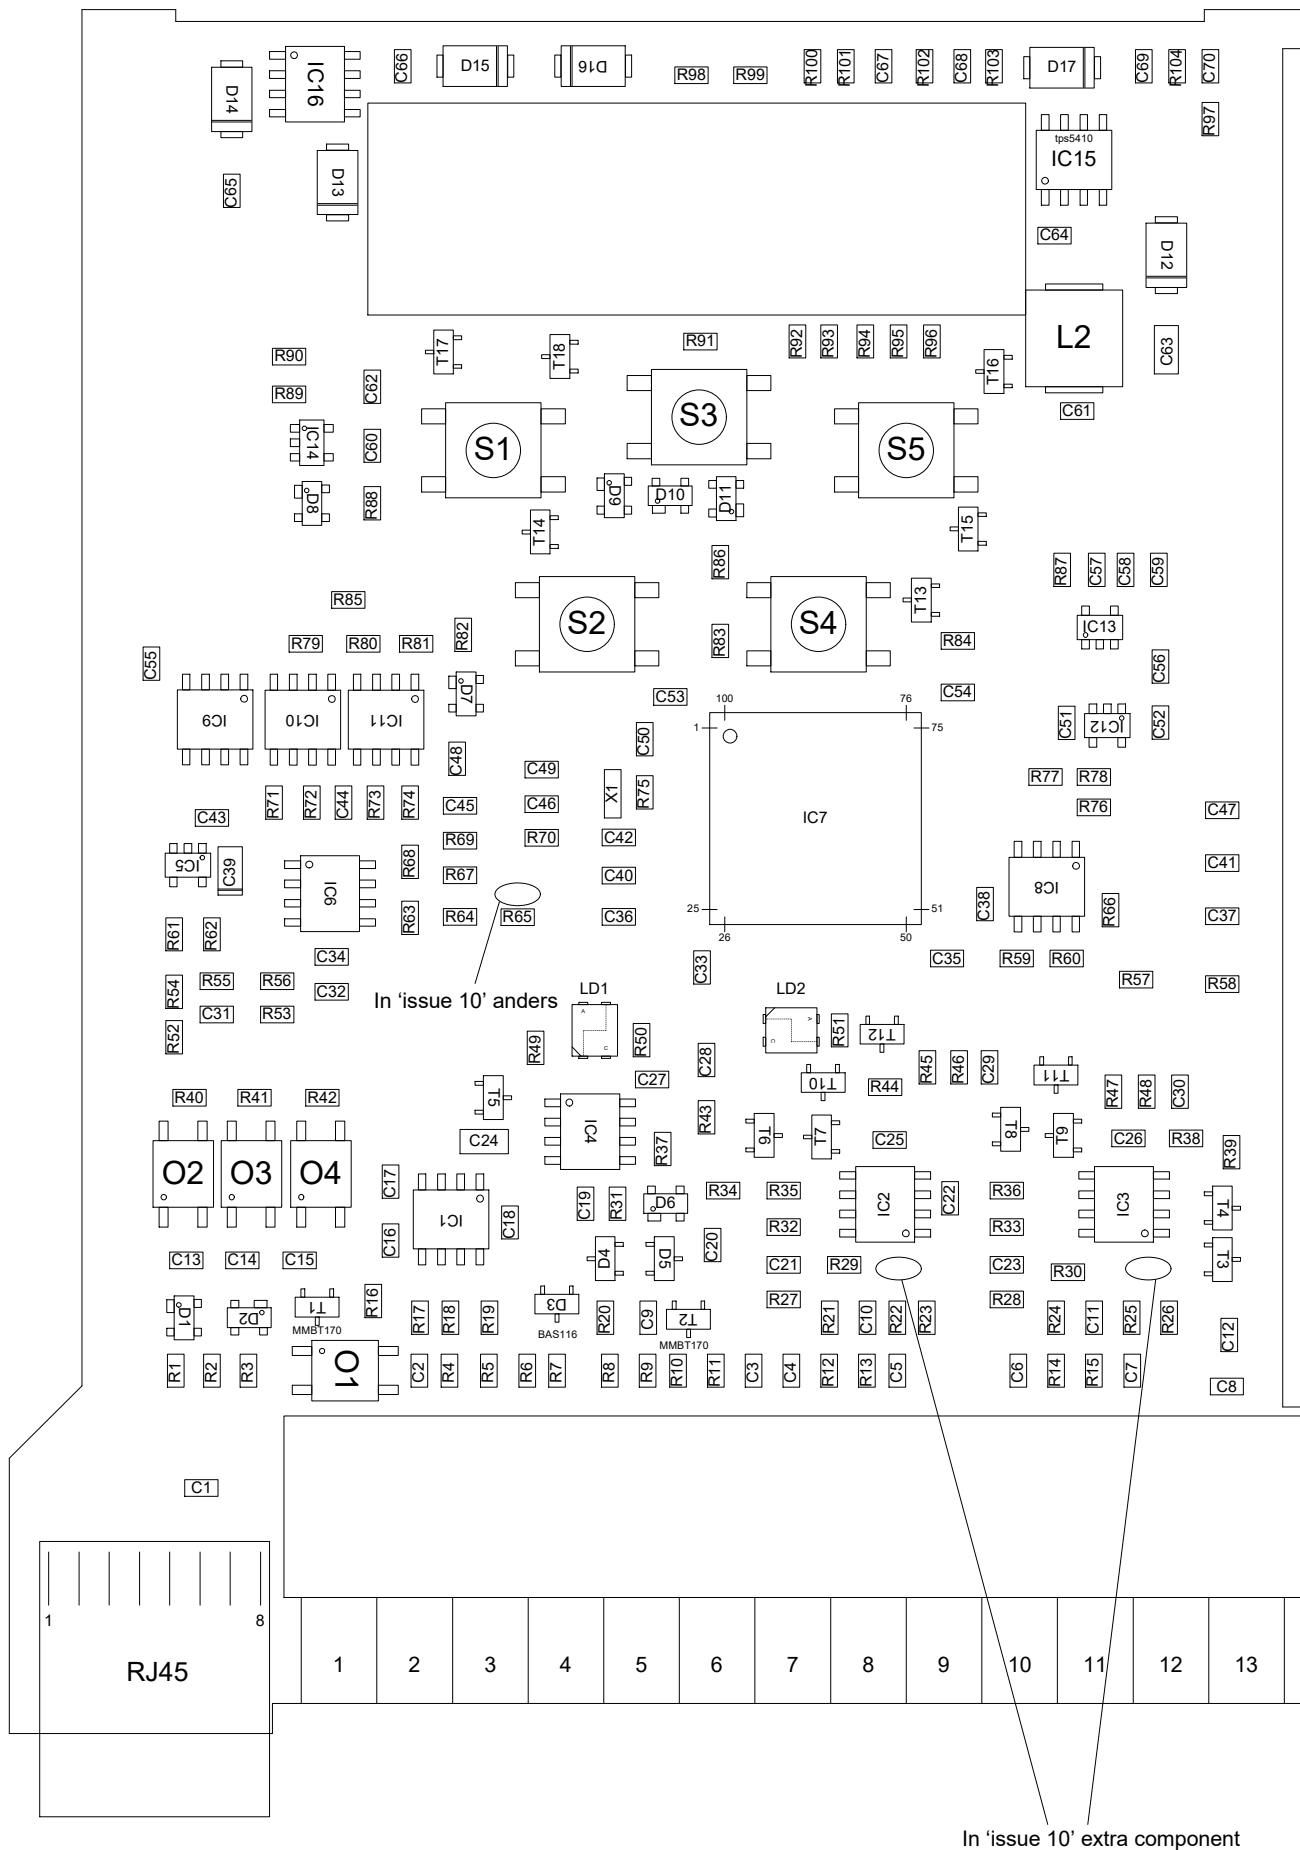 IC16
C66
D15
D16
R98
R99
R100
R101
C67
R102
C68
R103
D17
C69
R104
C70
D14
R97
tps5410
IC15
D13
C65
C64
D12
L2
C63
R90
T17
T18
R91
R92
R93
R94
R95
R96
T16
R89
C62
C61
IC14
C60
S1
S3
S5
D8
R88
D9
D10
D11
T14
T15
R86
R87
C57
C58
C59
R85
S2
S4
T13
IC13
R79
R80
R81
R82
R83
R84
C55
C56
D7
C53
C54
IC9
IC10
IC11
100
76
1
75
C51
IC12
C52
C48
C50
C49
X1
R75
R77
R78
R71
R72
C44
R73
R74
C45
C46
R76
C47
C43
IC7
R69
R70
C42
IC5
C39
IC6
R68
R67
C40
IC8
C41
R63
R64
R65
C36
25
51
26
50
C38
R66
C37
R61
R62
C34
C33
C35
R59
R60
R54
R55
R56
C32
R57
R58
In ‘issue 10’ anders
LD1
LD2
C31
R53
R52
A
C
A
C
R49
R50
R51
T12
C28
C27
R45
R46
C29
T11
T10
R44
R40
R41
R42
T5
R43
R47
R48
C30
C24
IC4
T6
T7
C25
T8
T9
C26
R38
R37
R39
O2
O3
O4
C17
IC1
C18
C19
R31
D6
R34
R35
IC2
C22
R36
IC3
T4
C16
R32
R33
C13
C14
C15
D4
D5
C20
C21
R29
C23
R30
T3
R27
R28
D1
D2
T1
MMBT170
R16
R17
R18
R19
D3
BAS116
R20
C9
T2
MMBT170
R21
C10
R22
R23
R24
C11
R25
R26
C12
R1
R2
R3
O1
C2
R4
R5
R6
R7
R8
R9
R10
R11
C3
C4
R12
R13
C5
C6
R14
R15
C7
C8
C1
1
8
RJ45
1
2
3
4
5
6
7
8
9
10
11
12
13
In ‘issue 10’ extra component